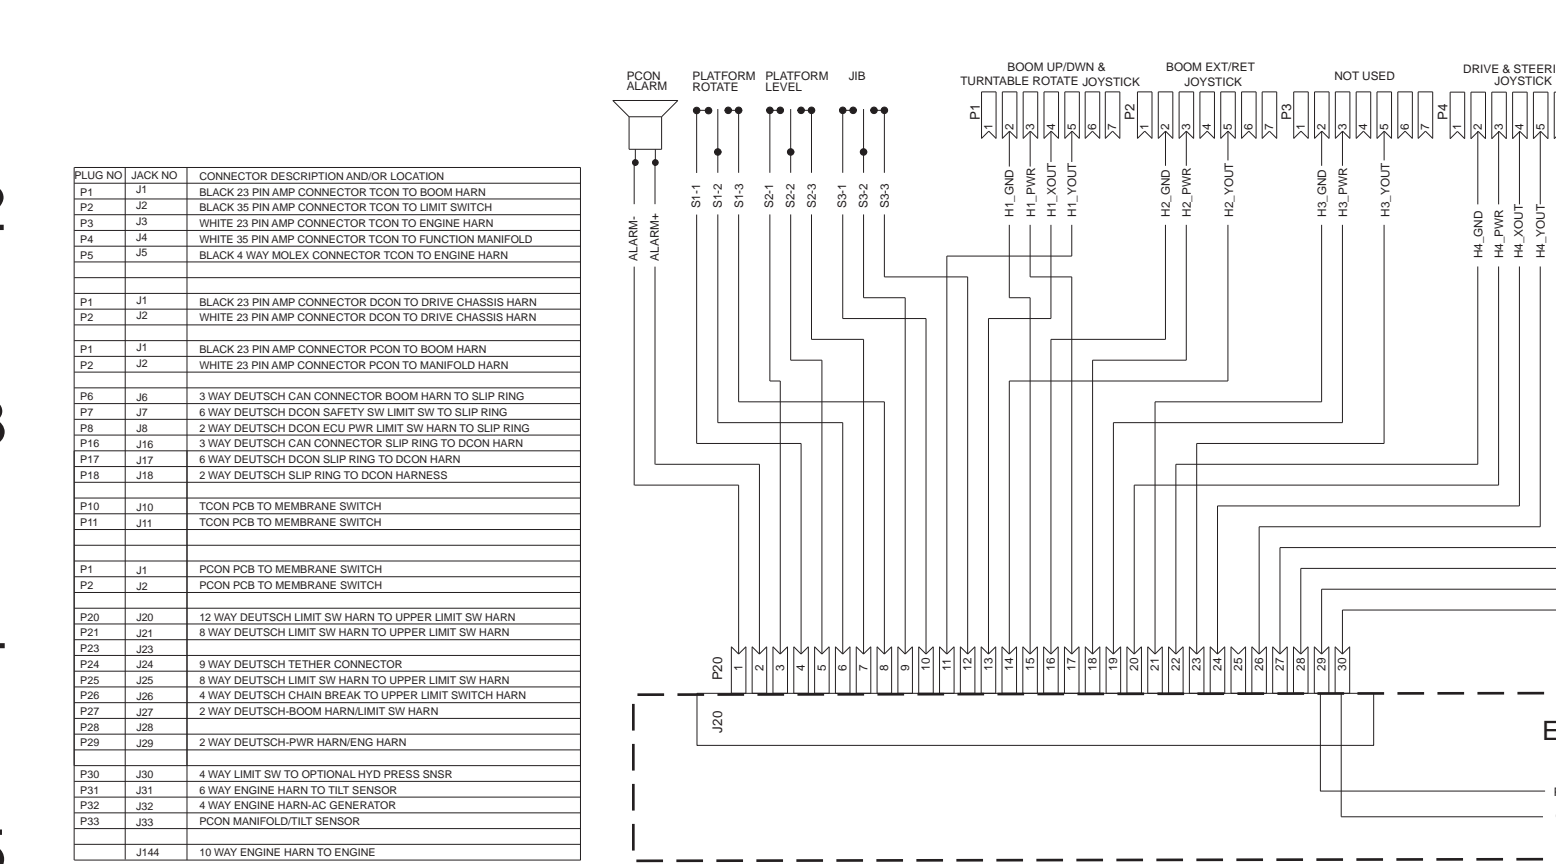 PLUG NO JACK NO CONNECTOR DESCRIPTION AND/OR LOCATION
P1 J1 BLACK 23 PIN AMP CONNECTOR TCON TO BOOM HARN
P2 J2 BLACK 35 PIN AMP CONNECTOR TCON TO LIMIT SWITCH
P3 J3 WHITE 23 PIN AMP CONNECTOR TCON TO ENGINE HARN
P4 J4 WHITE 35 PIN AMP CONNECTOR TCON TO FUNCTION MANIFOLD
P5 J5 BLACK 4 WAY MOLEX CONNECTOR TCON TO ENGINE HARN
P1 J1 BLACK 23 PIN AMP CONNECTOR DCON TO DRIVE CHASSIS HARN
P2 J2 WHITE 23 PIN AMP CONNECTOR DCON TO DRIVE CHASSIS HARN
P1 J1 BLACK 23 PIN AMP CONNECTOR PCON TO BOOM HARN
P2 J2 WHITE 23 PIN AMP CONNECTOR PCON TO MANIFOLD HARN
P6 J6 3 WAY DEUTSCH CAN CONNECTOR BOOM HARN TO SLIP RING
P7 J7 6 WAY DEUTSCH DCON SAFETY SW LIMIT SW TO SLIP RING
P8 J8 2 WAY DEUTSCH DCON ECU PWR LIMIT SW HARN TO SLIP RING
P16 J16 3 WAY DEUTSCH CAN CONNECTOR SLIP RING TO DCON HARN
P17 J17 6 WAY DEUTSCH DCON SLIP RING TO DCON HARN
P18 J18 2 WAY DEUTSCH SLIP RING TO DCON HARNESS
P10 J10 TCON PCB TO MEMBRANE SWITCH
P11 J11 TCON PCB TO MEMBRANE SWITCH
P1 J1 PCON PCB TO MEMBRANE SWITCH
P2 J2 PCON PCB TO MEMBRANE SWITCH
P20 J20 12 WAY DEUTSCH LIMIT SW HARN TO UPPER LIMIT SW HARN
P21 J21 8 WAY DEUTSCH LIMIT SW HARN TO UPPER LIMIT SW HARN
P23 J23
P24 J24 9 WAY DEUTSCH TETHER CONNECTOR
P25 J25 8 WAY DEUTSCH LIMIT SW HARN TO UPPER LIMIT SW HARN
P26 J26 4 WAY DEUTSCH CHAIN BREAK TO UPPER LIMIT SWITCH HARN
P27 J27 2 WAY DEUTSCH-BOOM HARN/LIMIT SW HARN
P28 J28
P29 J29 2 WAY DEUTSCH-PWR HARN/ENG HARN
P30 J30 4 WAY LIMIT SW TO OPTIONAL HYD PRESS SNSR
P31 J31 6 WAY ENGINE HARN TO TILT SENSOR
P32 J32 4 WAY ENGINE HARN-AC GENERATOR
P33 J33 PCON MANIFOLD/TILT SENSOR
J144 10 WAY ENGINE HARN TO ENGINE
PCON
ALARM
PLATFORM
ROTATE
PLATFORM
LEVEL
JIB
BOOM UP/DWN &
TURNTABLE ROTATE JOYSTICK
BOOM EXT/RET
JOYSTICK
NOT USED
DRIVE & STEERI
JOYSTICK
P1 1 2 3 4 5 6 7
P2 1 2 3 4 5 6 7
P3 1 2 3 4 5 6 7
P4 1 2 3 4 5
ALARM- ALARM+
S1-1 S1-2 S1-3
S2-1 S2-2 S2-3
S3-1 S3-2 S3-3
H1_GND H1_PWR H1_XOUT H1_YOUT
H2_GND H2_PWR H2_YOUT
H3_GND H3_PWR H3_YOUT
H4_GND H4_PWR H4_XOUT H4_YOUT
P20 1 2 3 4 5 6 7 8 9 10 11 12 13 14 15 16 17 18 19 20 21 22 23 24 25 26 27 28 29 30
J20
E